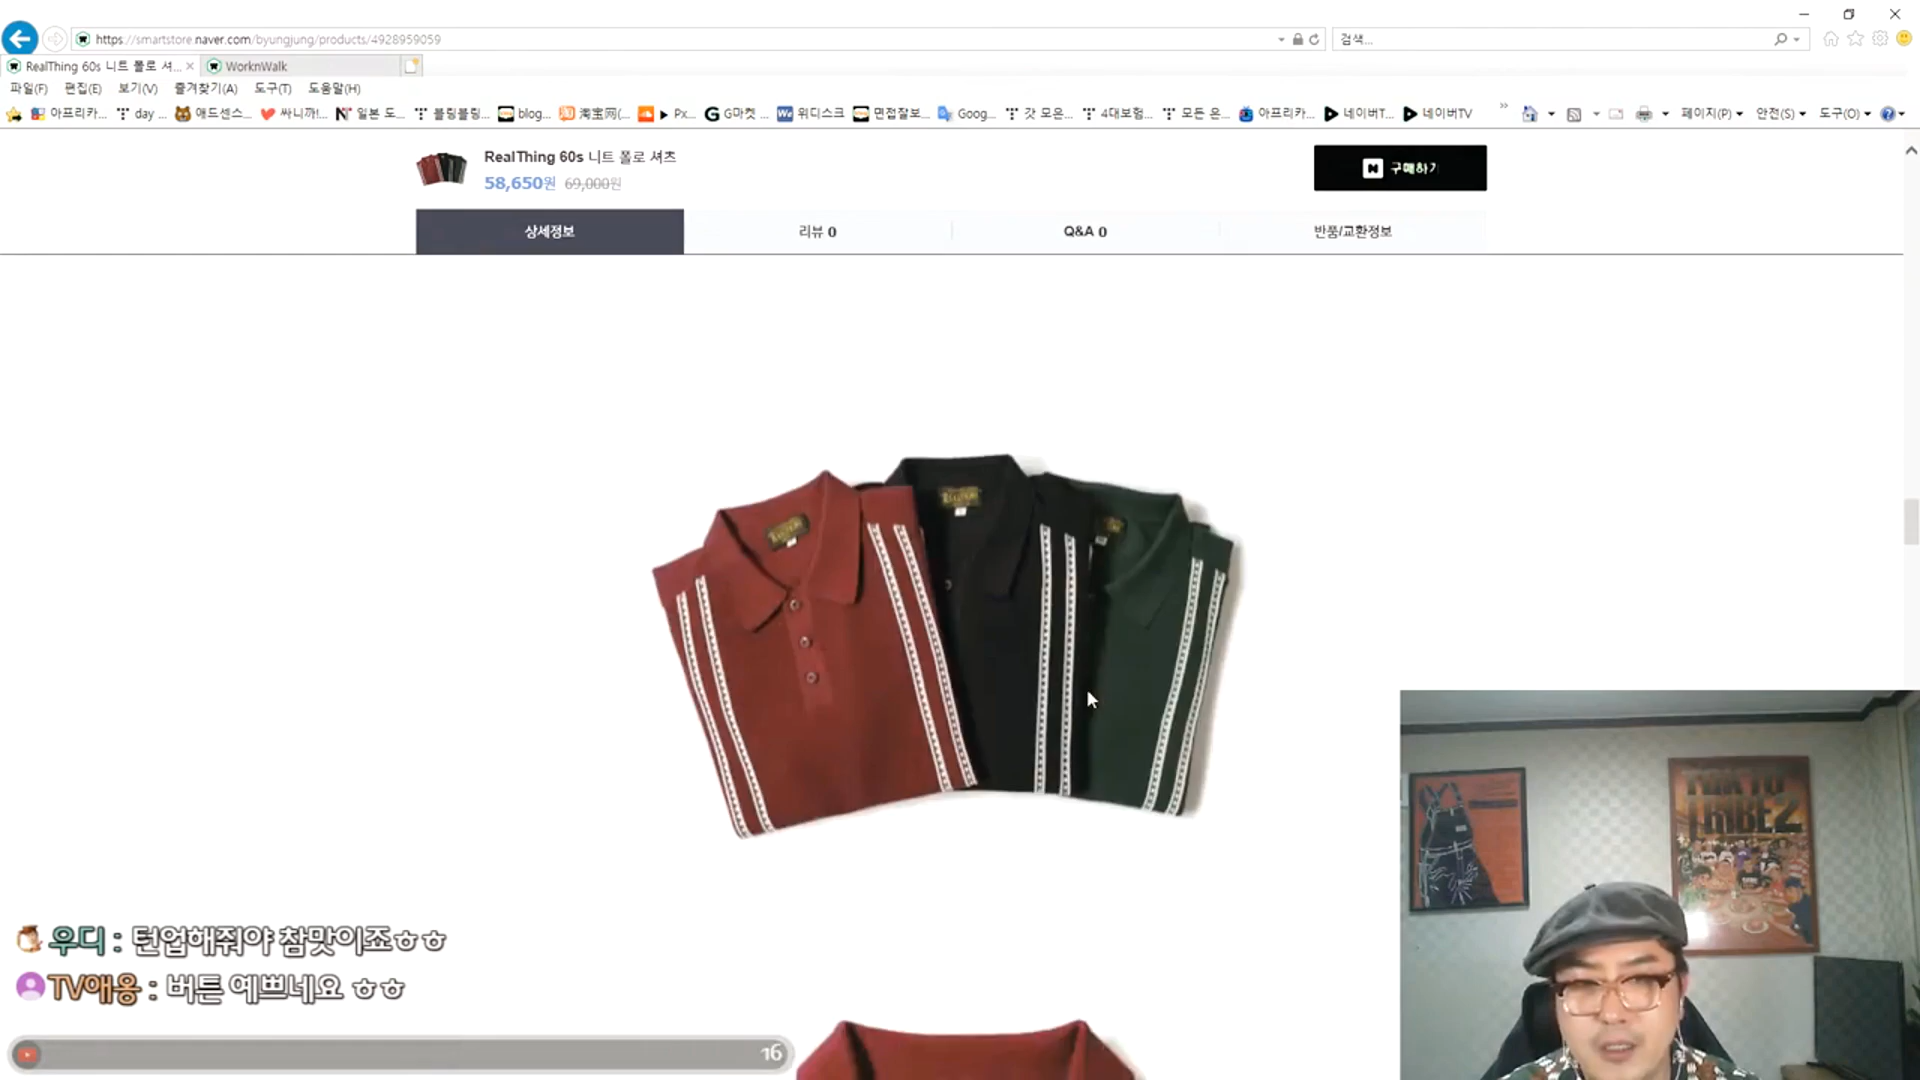 https://smartstore.naver.com/byungjung/products/4928959059
검색...
RealThing 60s 니트 폴로 셔...
WorknWalk
파일(F) 편집(E) 보기(V) 즐겨찾기(A) 도구(T) 도움말(H)
아프리카... day ... 애드센스... 싸니까!... 일본 도... 블링블링... blog... 淘宝网(... Px... G마켓 ... 위디스크 면접잘보... Goog... 갓 모은... 4대보험... 모든 온... 아프리카... 네이버T... 네이버TV » 페이지(P) 안전(S) 도구(O)
RealThing 60s 니트 폴로 셔츠
58,650원 69,000원
N 구매하기
상세정보 리뷰 0 Q&A 0 반품/교환정보
TRIBE2
우디 : 턴업해줘야 참맛이죠ㅎㅎ
TV애용 : 버튼 예쁘네요 ㅎㅎ
16